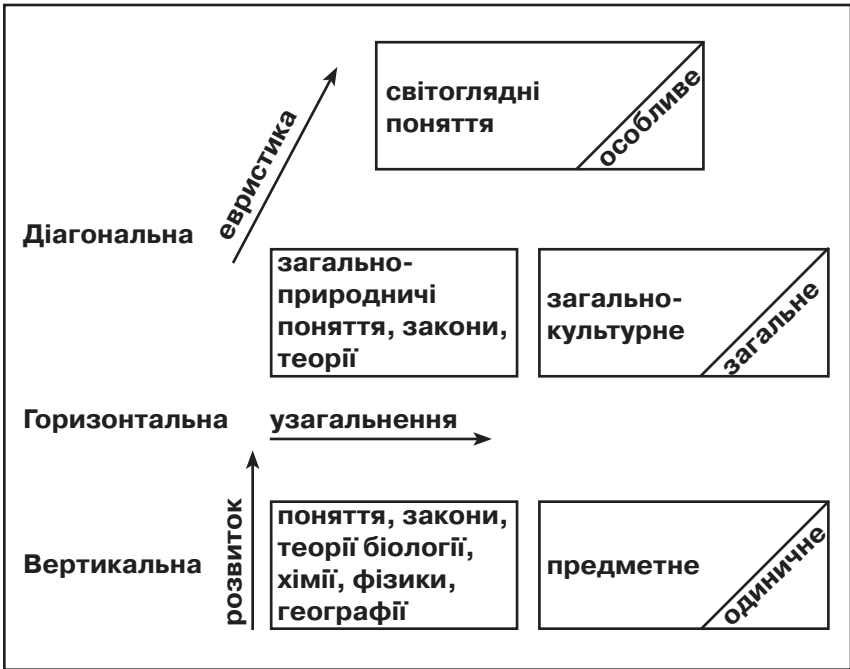 світоглядні
поняття
особливе
евристика
Діагональна
загально-
природничі
поняття, закони,
теорії
загально-
культурне
загальне
Горизонтальна
узагальнення
розвиток
Вертикальна
поняття, закони,
теорії біології,
хімії, фізики,
географії
предметне
одиничне